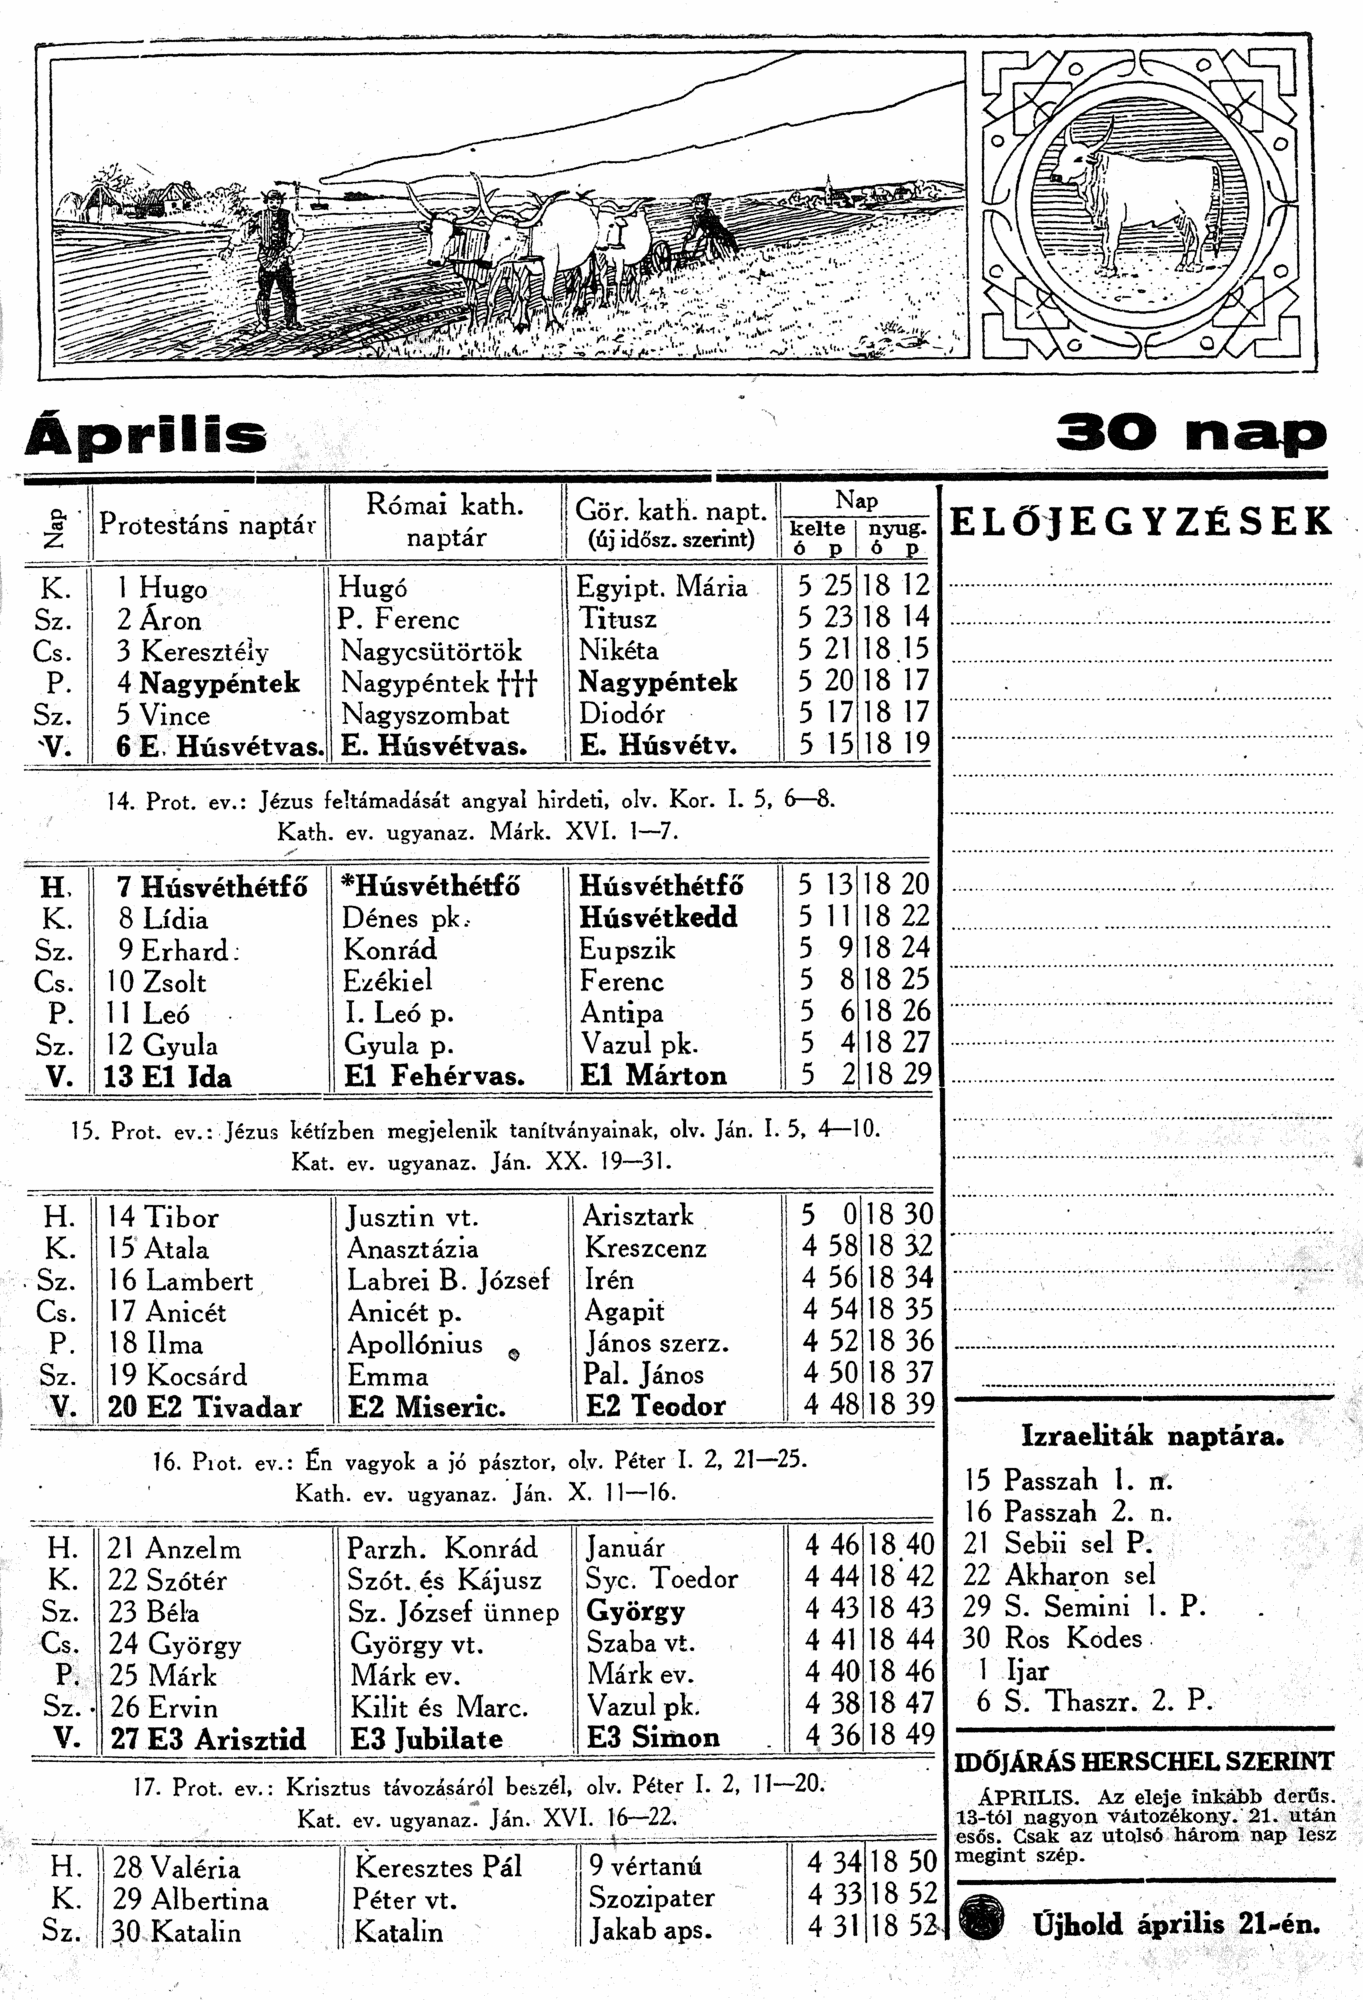 Április 30 nap
Nap Protestáns naptár Római kath. naptár Gör. kath. napt. (új idősz. szerint) Nap kelte ó p nyug. ó p
K. 1 Hugo Hugó Egyipt. Mária 5 25 18 12
Sz. 2 Áron P. Ferenc Titusz 5 23 18 14
Cs. 3 Keresztély Nagycsütörtök Nikéta 5 21 18 15
P. 4 Nagypéntek Nagypéntek ††† Nagypéntek 5 20 18 17
Sz. 5 Vince Nagyszombat Diodór 5 17 18 17
V. 6 E. Húsvétvas. E. Húsvétvas. E. Húsvétv. 5 15 18 19
14. Prot. ev.: Jézus feltámadását angyal hirdeti, olv. Kor. I. 5, 6—8.
Kath. ev. ugyanaz. Márk. XVI. 1—7.
H. 7 Húsvéthétfő *Húsvéthétfő Húsvéthétfő 5 13 18 20
K. 8 Lídia Dénes pk. Húsvétkedd 5 11 18 22
Sz. 9 Erhard Konrád Eupszik 5 9 18 24
Cs. 10 Zsolt Ezékiel Ferenc 5 8 18 25
P. 11 Leó I. Leó p. Antipa 5 6 18 26
Sz. 12 Gyula Gyula p. Vazul pk. 5 4 18 27
V. 13 E1 Ida E1 Fehérvas. E1 Márton 5 2 18 29
15. Prot. ev.: Jézus kétízben megjelenik tanítványainak, olv. Ján. I. 5, 4—10.
Kat. ev. ugyanaz. Ján. XX. 19—31.
H. 14 Tibor Jusztin vt. Arisztark 5 0 18 30
K. 15 Atala Anasztázia Kreszcenz 4 58 18 32
Sz. 16 Lambert Labrei B. József Irén 4 56 18 34
Cs. 17 Anicét Anicét p. Agapit 4 54 18 35
P. 18 Ilma Apollónius János szerz. 4 52 18 36
Sz. 19 Kocsárd Emma Pal. János 4 50 18 37
V. 20 E2 Tivadar E2 Miseric. E2 Teodor 4 48 18 39
16. Prot. ev.: Én vagyok a jó pásztor, olv. Péter I. 2, 21—25.
Kath. ev. ugyanaz. Ján. X. 11—16.
H. 21 Anzelm Parzh. Konrád Január 4 46 18 40
K. 22 Szótér Szót. és Kájusz Syc. Toedor 4 44 18 42
Sz. 23 Béla Sz. József ünnep György 4 43 18 43
Cs. 24 György György vt. Szaba vt. 4 41 18 44
P. 25 Márk Márk ev. Márk ev. 4 40 18 46
Sz. 26 Ervin Kilit és Marc. Vazul pk. 4 38 18 47
V. 27 E3 Arisztid E3 Jubilate E3 Simon 4 36 18 49
17. Prot. ev.: Krisztus távozásáról beszél, olv. Péter I. 2, 11—20.
Kat. ev. ugyanaz. Ján. XVI. 16—22.
H. 28 Valéria Keresztes Pál 9 vértanú 4 34 18 50
K. 29 Albertina Péter vt. Szozipater 4 33 18 52
Sz. 30 Katalin Katalin Jakab aps. 4 31 18 52
ELŐJEGYZÉSEK
Izraeliták naptára.
15 Passzah 1. n.
16 Passzah 2. n.
21 Sebii sel P.
22 Akharon sel
29 S. Semini 1. P.
30 Ros Kodes
1 Ijar
6 S. Thaszr. 2. P.
IDŐJÁRÁS HERSCHEL SZERINT
ÁPRILIS. Az eleje inkább derűs.
13-tól nagyon változékony. 21. után
esős. Csak az utolsó három nap lesz
megint szép.
Újhold április 21-én.